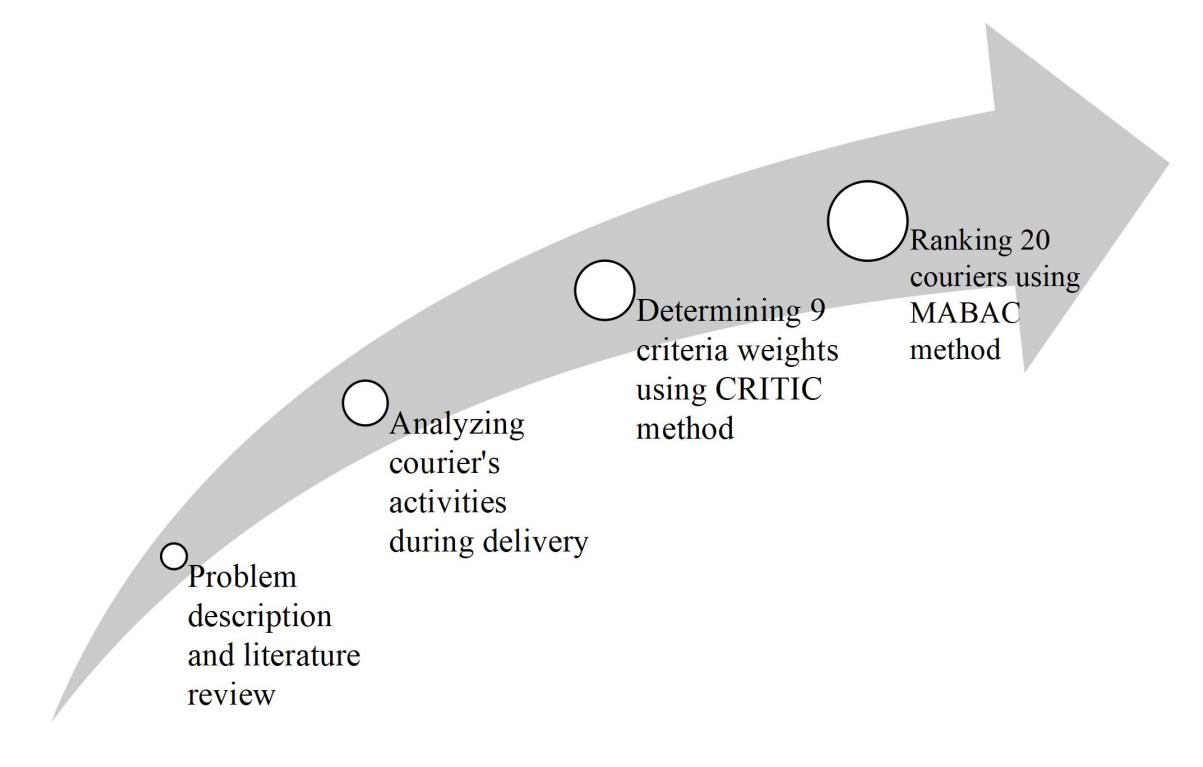 Problem
description
and literature
review
Analyzing
courier's
activities
during delivery
Determining 9
criteria weights
using CRITIC
method
Ranking 20
couriers using
MABAC
method